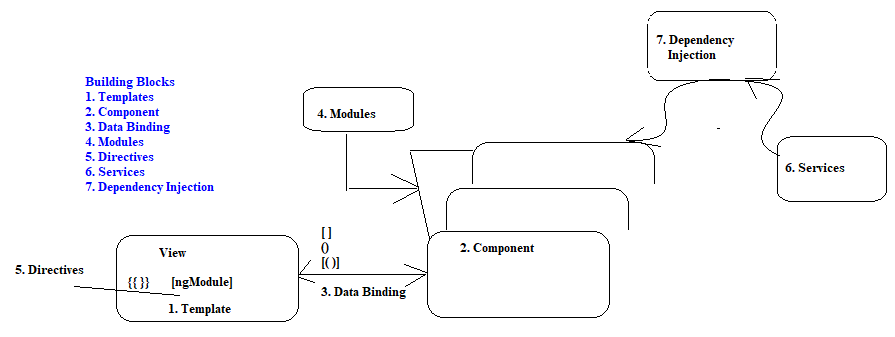 7. Dependency
Injection
Building Blocks
1. Templates
2. Component
3. Data Binding
4. Modules
5. Directives
6. Services
7. Dependency Injection
4. Modules
6. Services
[ ]
()
[( )]
2. Component
View
5. Directives
{{ }} [ngModule]
3. Data Binding
1. Template